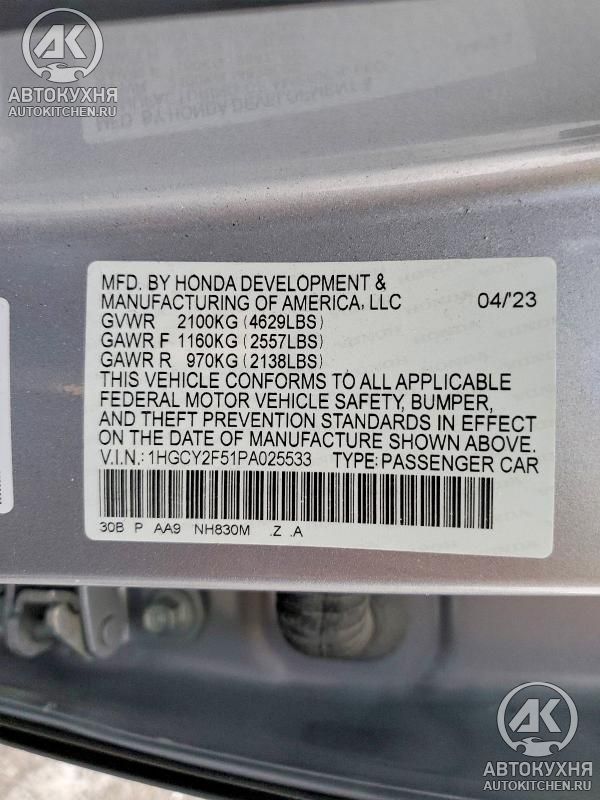 АК
АВТОКУХНЯ
AUTOKITCHEN.RU
MFD. BY HONDA DEVELOPMENT &
MANUFACTURING OF AMERICA, LLC 04/'23
GVWR 2100KG (4629LBS)
GAWR F 1160KG (2557LBS)
GAWR R 970KG (2138LBS)
THIS VEHICLE CONFORMS TO ALL APPLICABLE
FEDERAL MOTOR VEHICLE SAFETY, BUMPER,
AND THEFT PREVENTION STANDARDS IN EFFECT
ON THE DATE OF MANUFACTURE SHOWN ABOVE.
V.I.N.: 1HGCY2F51PA025533 TYPE: PASSENGER CAR
30B P AA9 NH830M .Z .A
АК
АВТОКУХНЯ
AUTOKITCHEN.RU